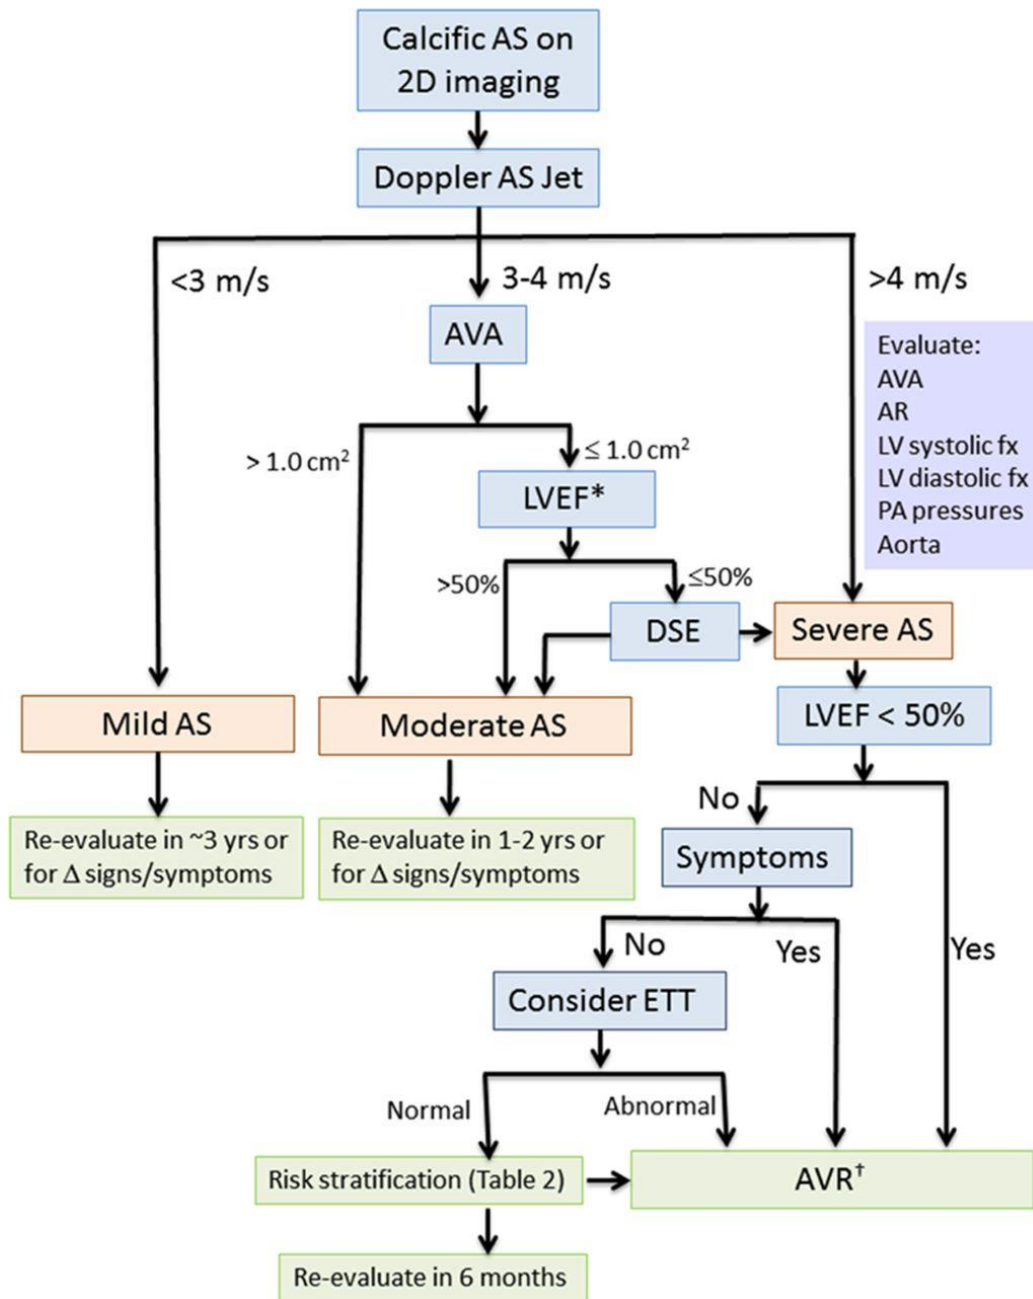 Calcific AS on
2D imaging
Doppler AS Jet
<3 m/s
3-4 m/s
>4 m/s
AVA
Evaluate:
AVA
AR
LV systolic fx
LV diastolic fx
PA pressures
Aorta
> 1.0 cm²
≤ 1.0 cm²
LVEF*
>50%
≤50%
DSE
Severe AS
Mild AS
Moderate AS
LVEF < 50%
Re-evaluate in ~3 yrs or
for Δ signs/symptoms
Re-evaluate in 1-2 yrs or
for Δ signs/symptoms
No
Symptoms
No
Yes
Yes
Consider ETT
Normal
Abnormal
Risk stratification (Table 2)
AVR†
Re-evaluate in 6 months